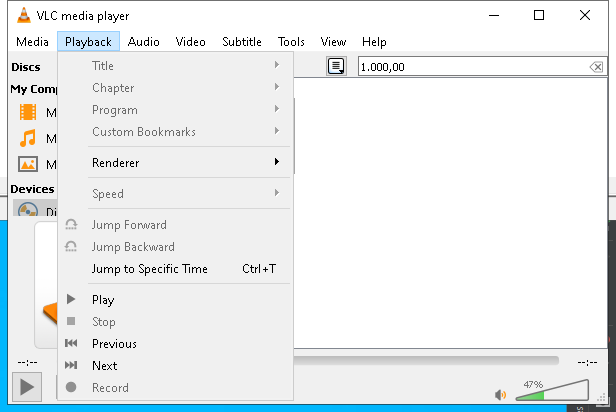 VLC media player
Media Playback Audio Video Subtitle Tools View Help
Discs
Title
1.000,00
Chapter
My Comp
Program
Custom Bookmarks
Renderer
Devices
Speed
Di
Jump Forward
Jump Backward
Jump to Specific Time Ctrl+T
Play
Stop
Previous
Next
--:-- --:--
Record
47%